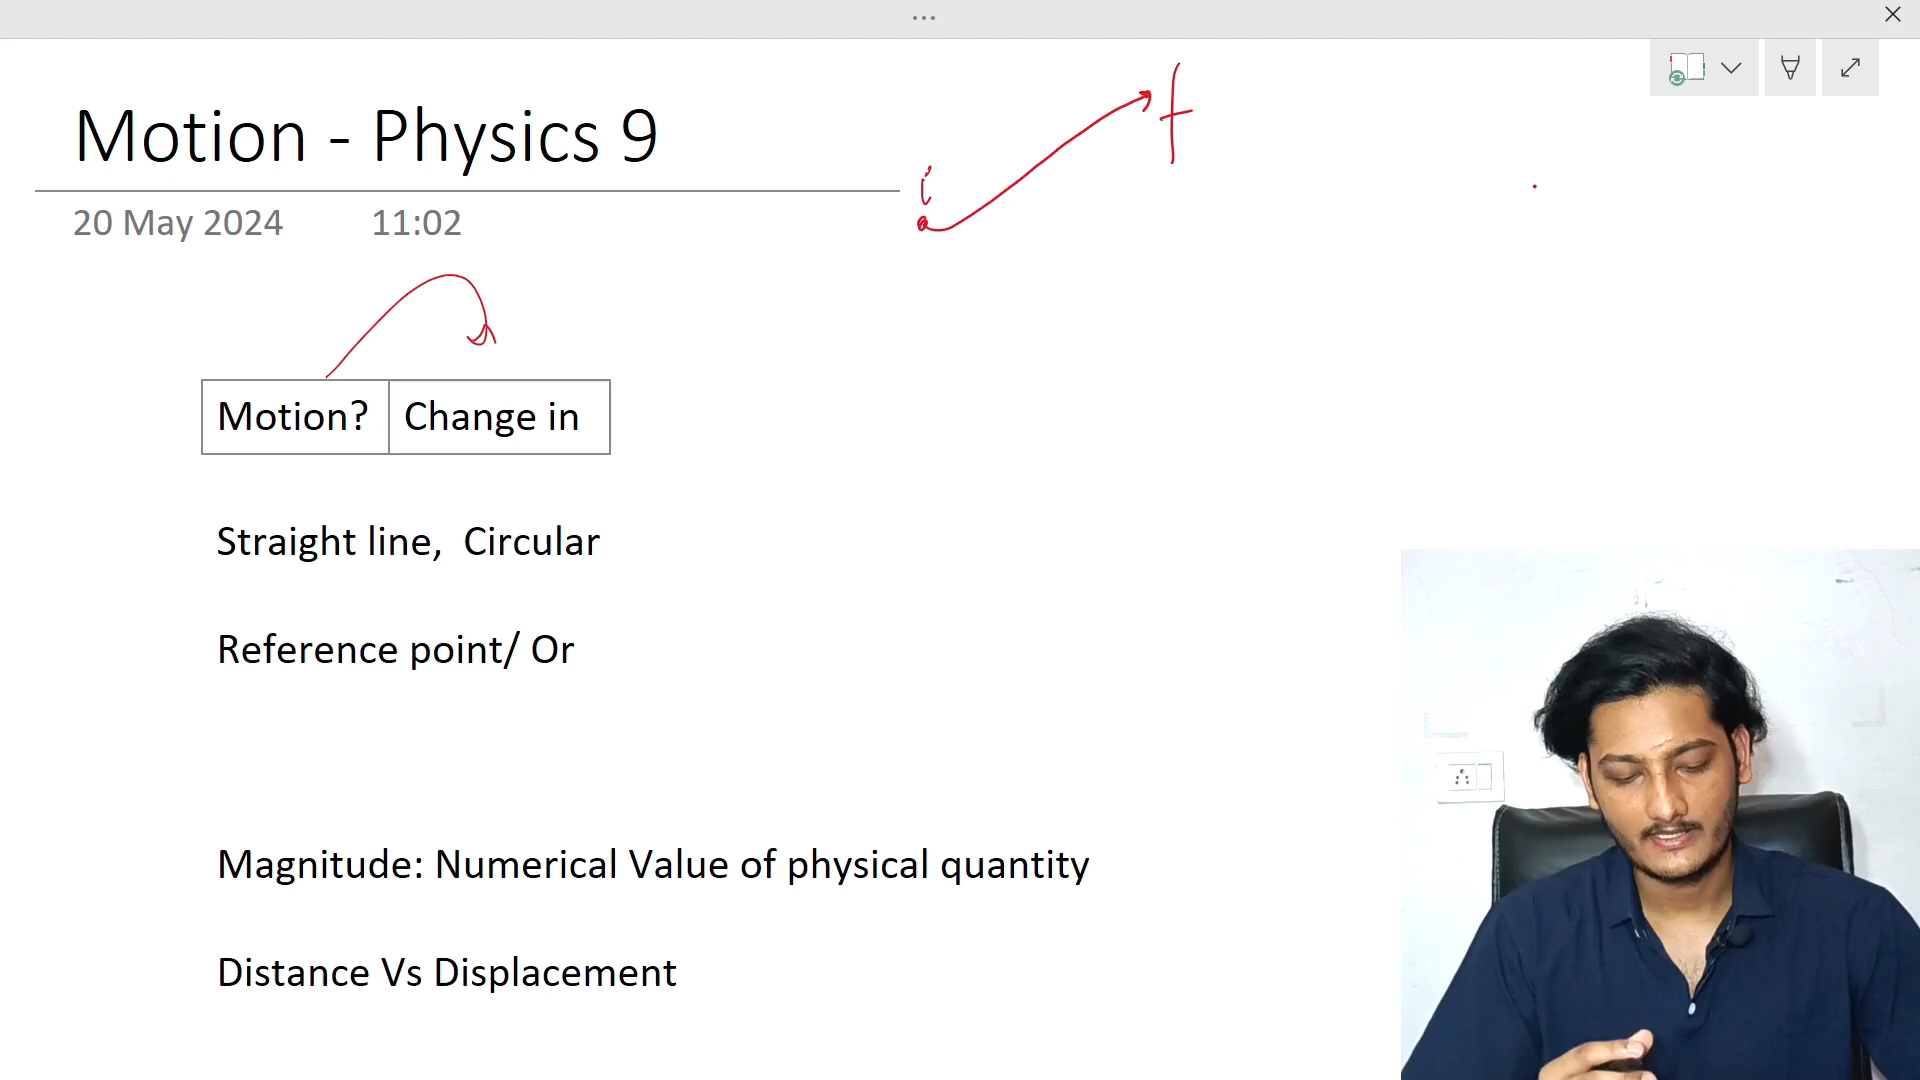 Motion - Physics 9
20 May 2024 11:02
i
f
Motion? Change in
Straight line, Circular
Reference point/ Or
Magnitude: Numerical Value of physical quantity
Distance Vs Displacement